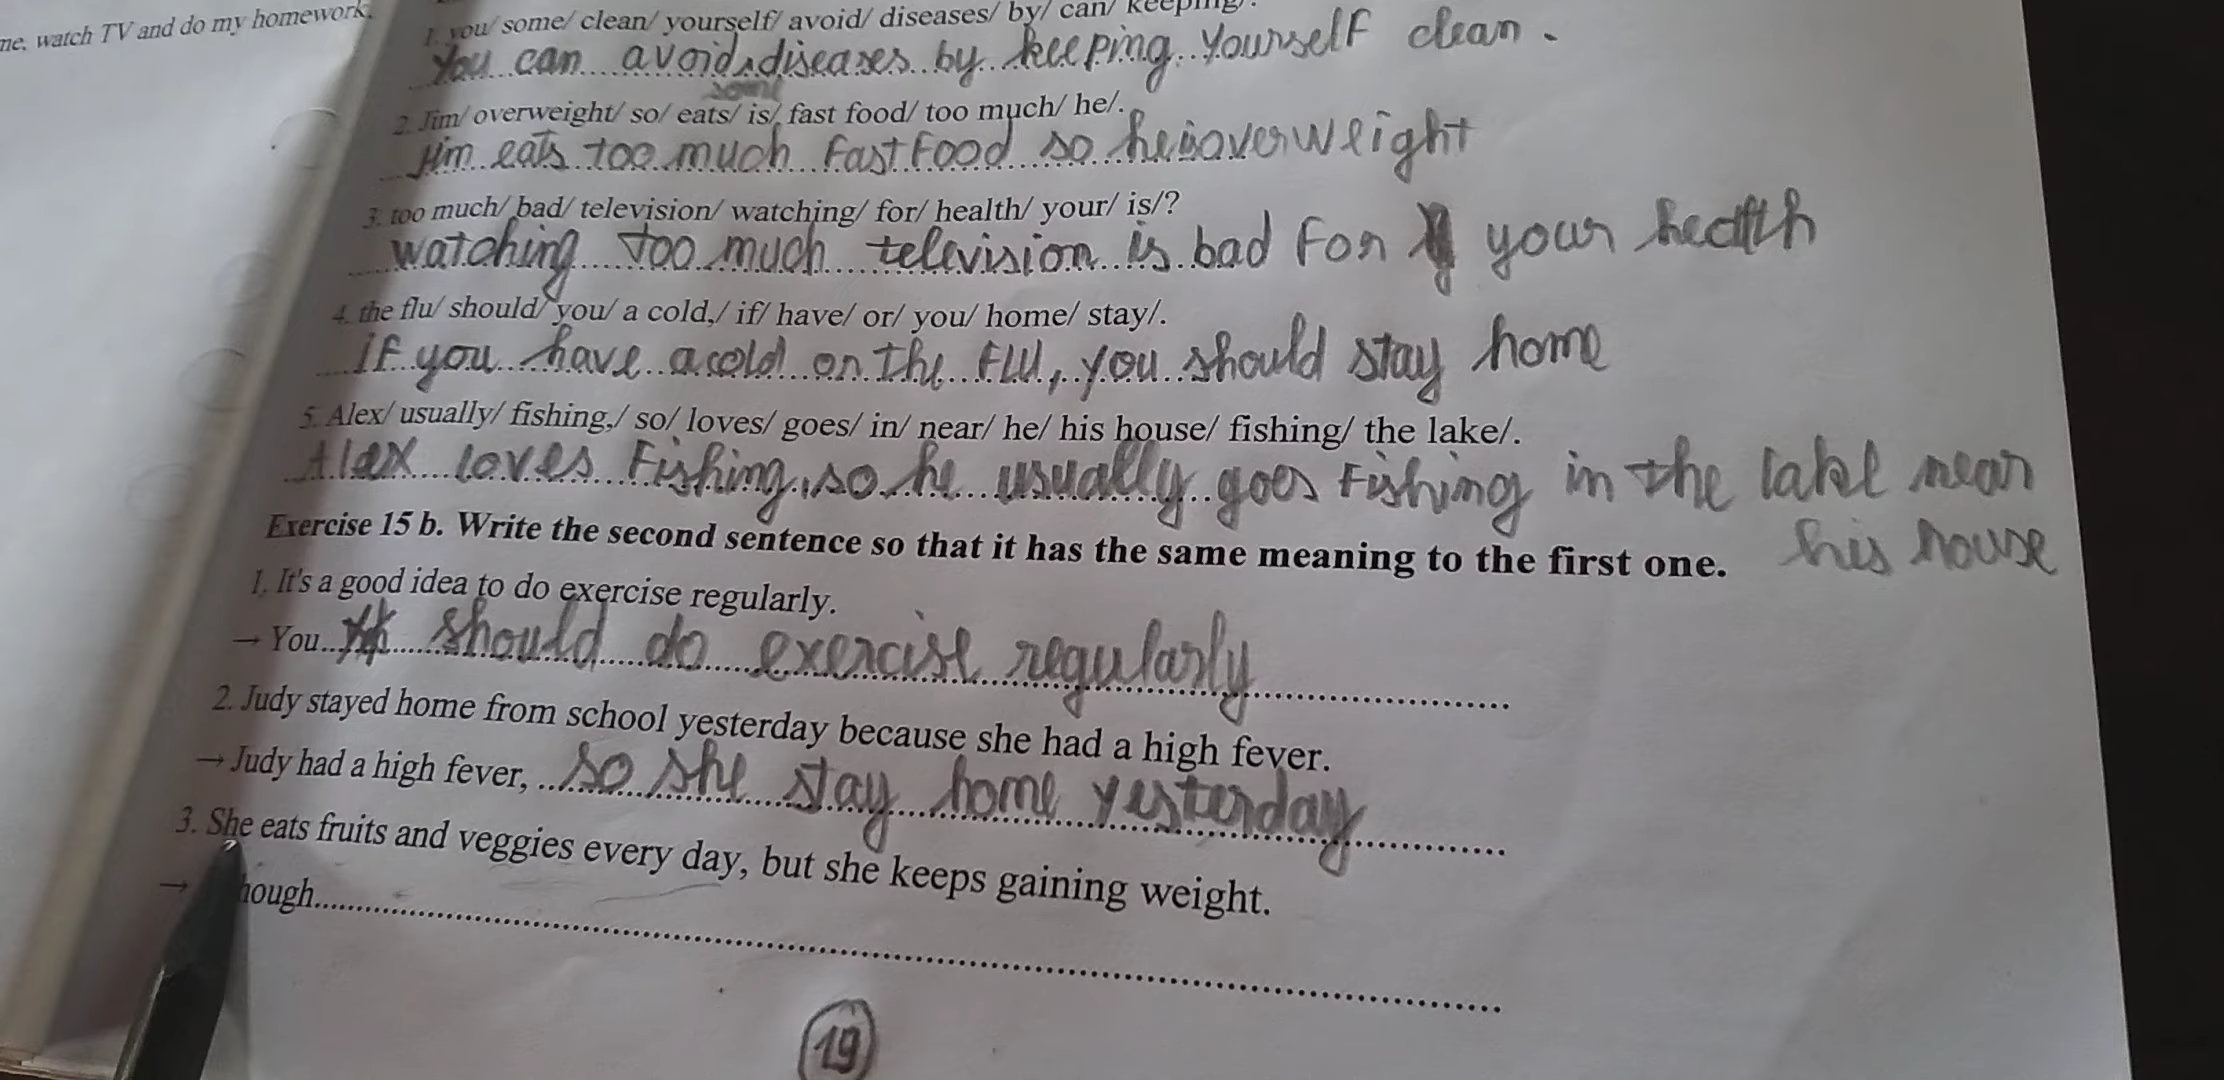 me, watch TV and do my homework.
1. you/ some/ clean/ yourself/ avoid/ diseases/ by/ can/ keeping/.
You can avoid diseases by keeping yourself clean.
some
2. Jim/ overweight/ so/ eats/ is/ fast food/ too much/ he/.
Jim eats too much fast food so he is overweight
3. too much/ bad/ television/ watching/ for/ health/ your/ is/?
watching too much television is bad for your health
4. the flu/ should/ you/ a cold,/ if/ have/ or/ you/ home/ stay/.
if you have a cold or the flu, you should stay home
5. Alex/ usually/ fishing,/ so/ loves/ goes/ in/ near/ he/ his house/ fishing/ the lake/.
Alex loves fishing, so he usually goes fishing in the lake near
his house
Exercise 15 b. Write the second sentence so that it has the same meaning to the first one.
1. It's a good idea to do exercise regularly.
→ You should do exercise regularly
2. Judy stayed home from school yesterday because she had a high fever.
→ Judy had a high fever, so she stay home yesterday
3. She eats fruits and veggies every day, but she keeps gaining weight.
→ hough
19